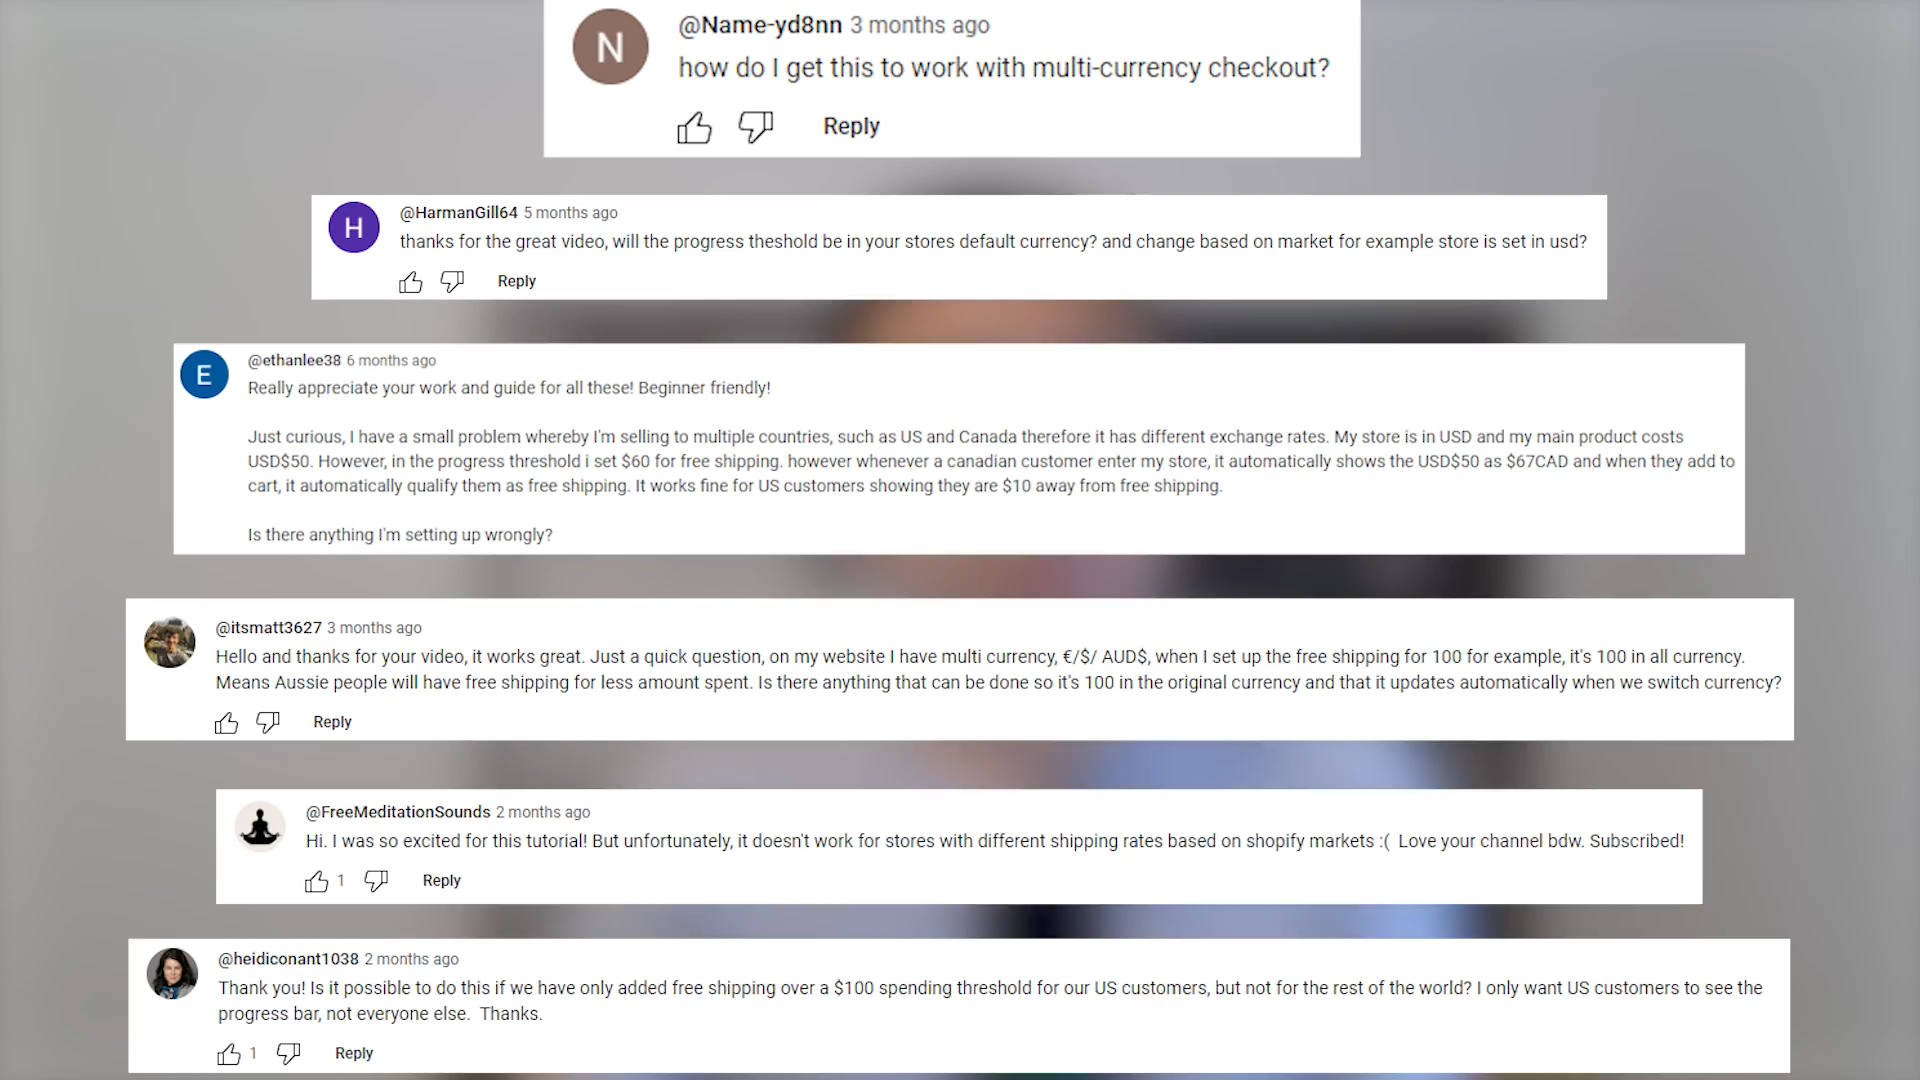 N
@Name-yd8nn 3 months ago
how do I get this to work with multi-currency checkout?
Reply
H
@HarmanGill64 5 months ago
thanks for the great video, will the progress theshold be in your stores default currency? and change based on market for example store is set in usd?
Reply
E
@ethanlee38 6 months ago
Really appreciate your work and guide for all these! Beginner friendly!
Just curious, I have a small problem whereby I'm selling to multiple countries, such as US and Canada therefore it has different exchange rates. My store is in USD and my main product costs
USD$50. However, in the progress threshold i set $60 for free shipping. however whenever a canadian customer enter my store, it automatically shows the USD$50 as $67CAD and when they add to
cart, it automatically qualify them as free shipping. It works fine for US customers showing they are $10 away from free shipping.
Is there anything I'm setting up wrongly?
@itsmatt3627 3 months ago
Hello and thanks for your video, it works great. Just a quick question, on my website I have multi currency, €/$/ AUD$, when I set up the free shipping for 100 for example, it's 100 in all currency.
Means Aussie people will have free shipping for less amount spent. Is there anything that can be done so it's 100 in the original currency and that it updates automatically when we switch currency?
Reply
@FreeMeditationSounds 2 months ago
Hi. I was so excited for this tutorial! But unfortunately, it doesn't work for stores with different shipping rates based on shopify markets :( Love your channel bdw. Subscribed!
1 Reply
@heidiconant1038 2 months ago
Thank you! Is it possible to do this if we have only added free shipping over a $100 spending threshold for our US customers, but not for the rest of the world? I only want US customers to see the
progress bar, not everyone else. Thanks.
1 Reply